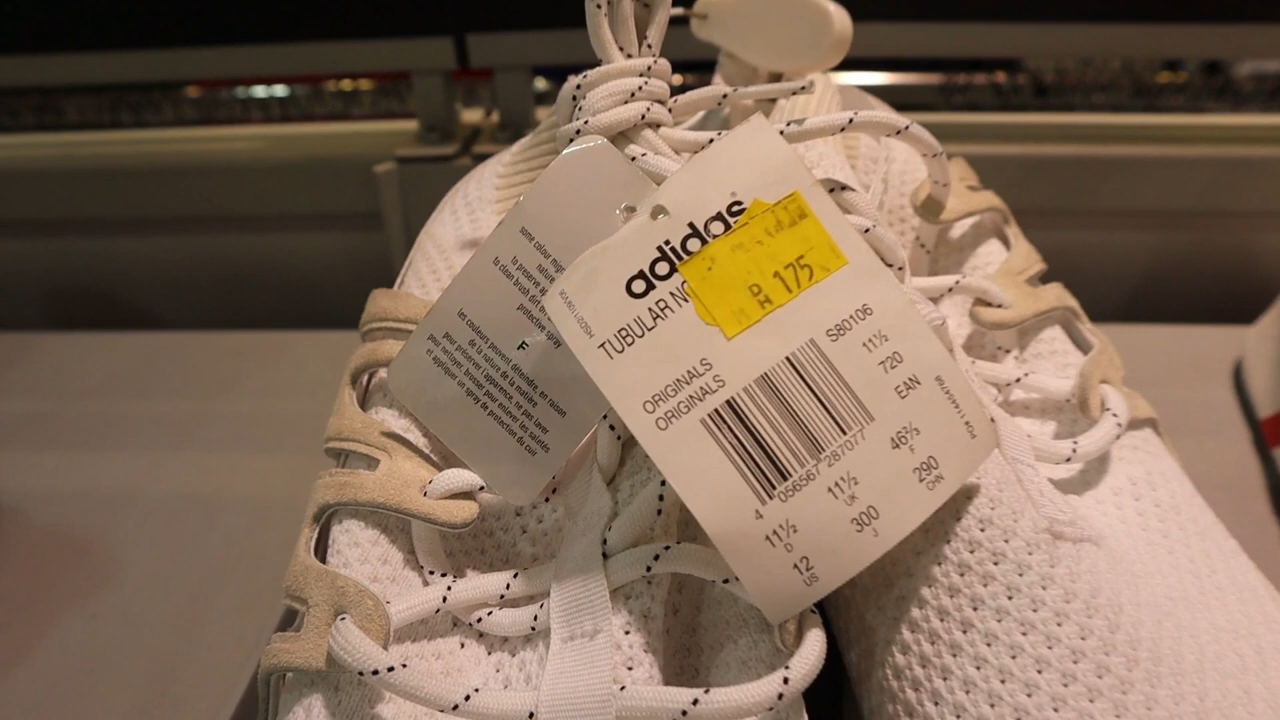 some colour
nature
to preserve
to clean brush dirt
protective spray
F
les couleurs peuvent déteindre, en raison
de la nature de la matière
pour préserver l'apparence, ne pas laver
pour nettoyer, brosser pour enlever les saletés
et appliquer un spray de protection du cuir
adidas
TUBULAR
DH 175
S80106
ORIGINALS
ORIGINALS
11½
720
EAN
4 056567 287077
11½ D
11½ UK
46⅔ F
12 US
300 J
290 CHN